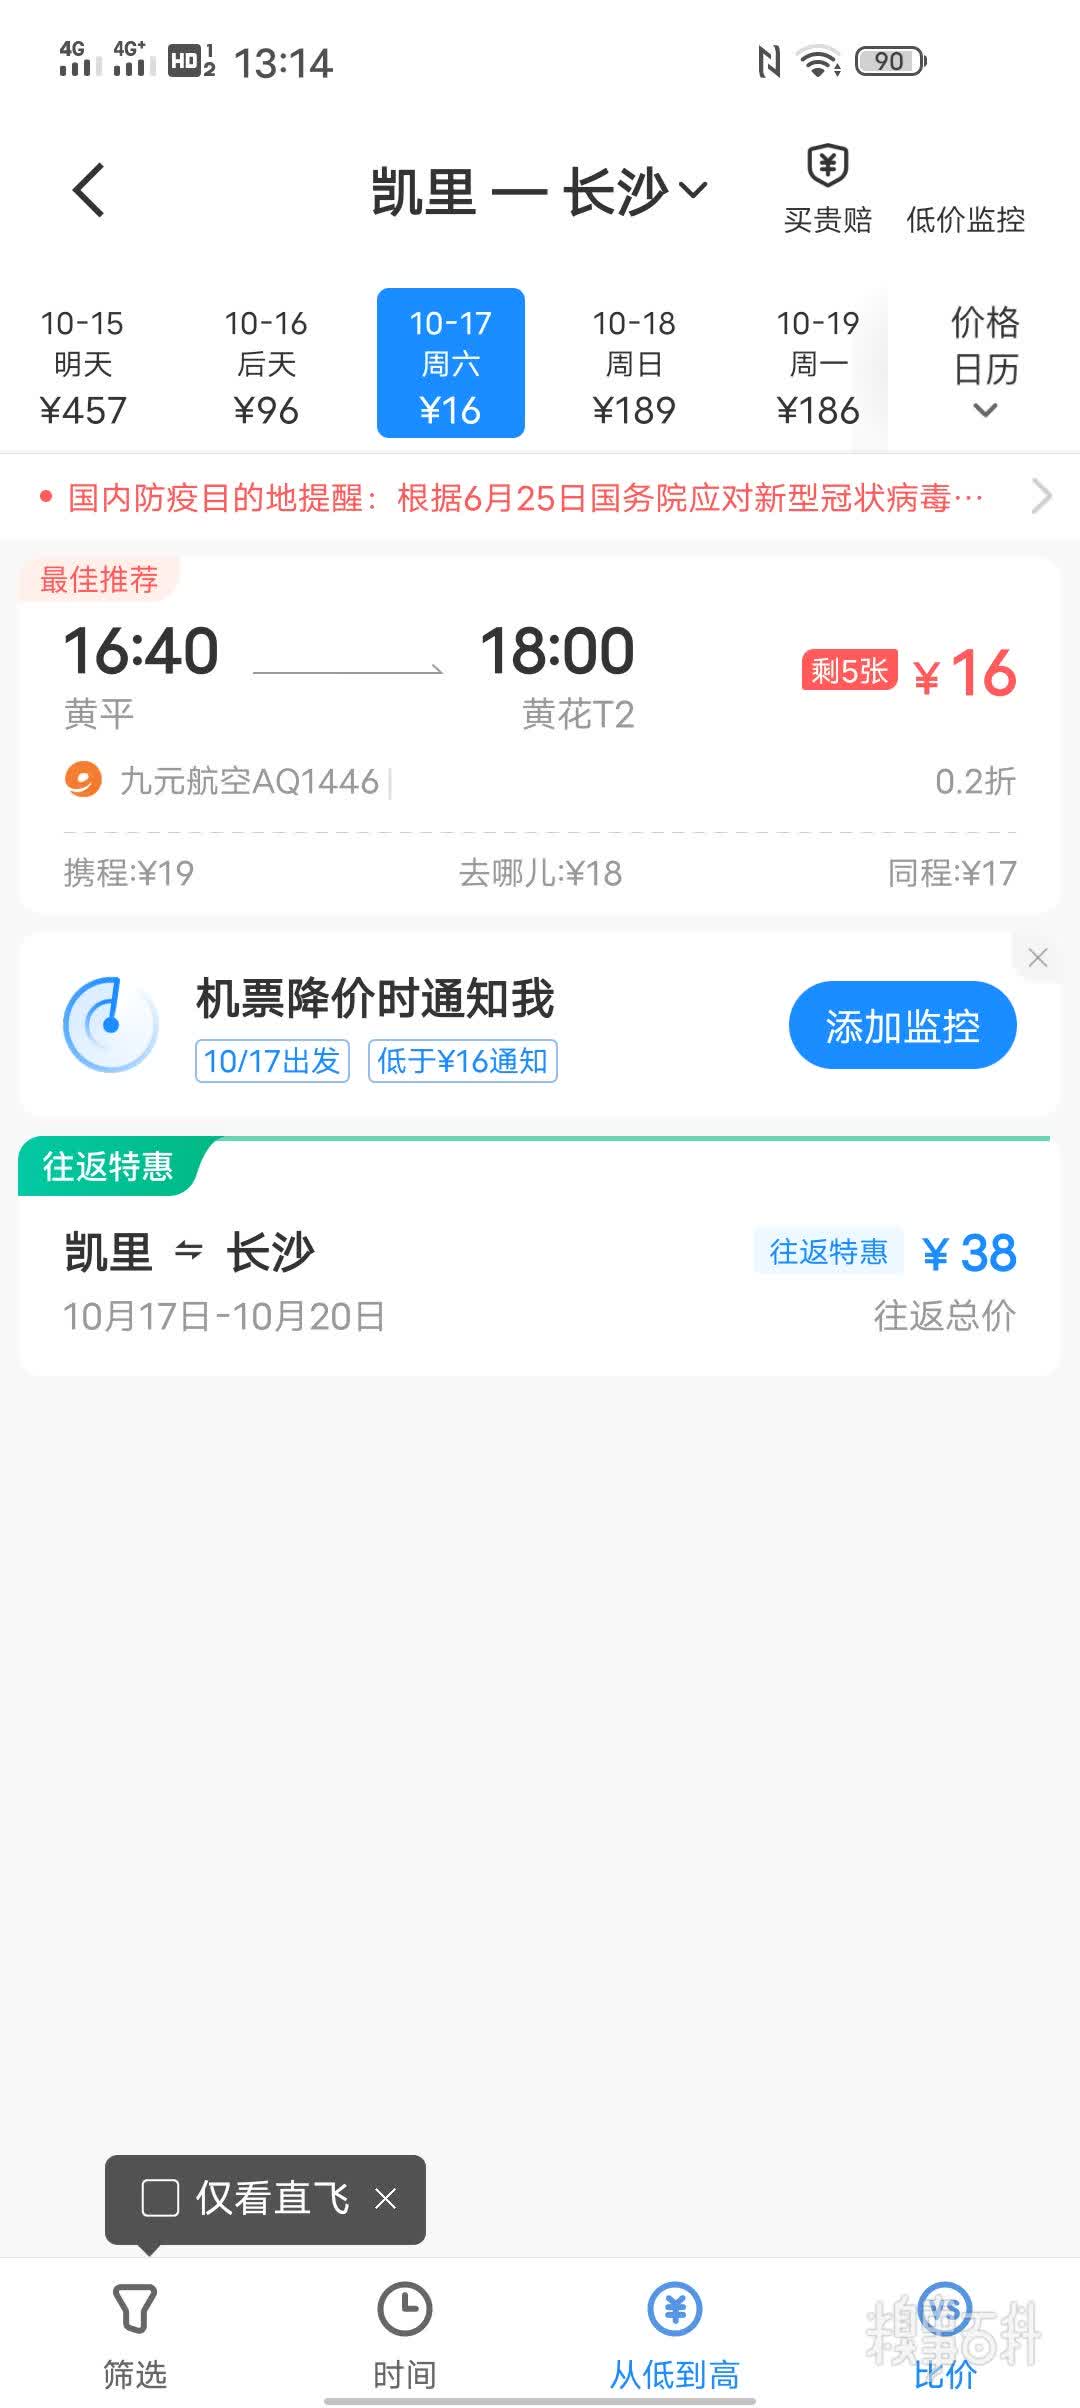 4G 4G+ HD 1 2 13:14 90
凯里 — 长沙
买贵赔 低价监控
10-15 10-16 10-17 10-18 10-19
明天 后天 周六 周日 周一
¥457 ¥96 ¥16 ¥189 ¥186
价格
日历
国内防疫目的地提醒：根据6月25日国务院应对新型冠状病毒…
最佳推荐
16:40 18:00 剩5张 ¥16
黄平 黄花T2
九元航空AQ1446 0.2折
携程:¥19 去哪儿:¥18 同程:¥17
机票降价时通知我
10/17出发 低于¥16通知
添加监控
往返特惠
凯里 ⇌ 长沙 往返特惠 ¥38
10月17日-10月20日 往返总价
仅看直飞 ×
筛选 时间 从低到高 比价
VS
糗事百科